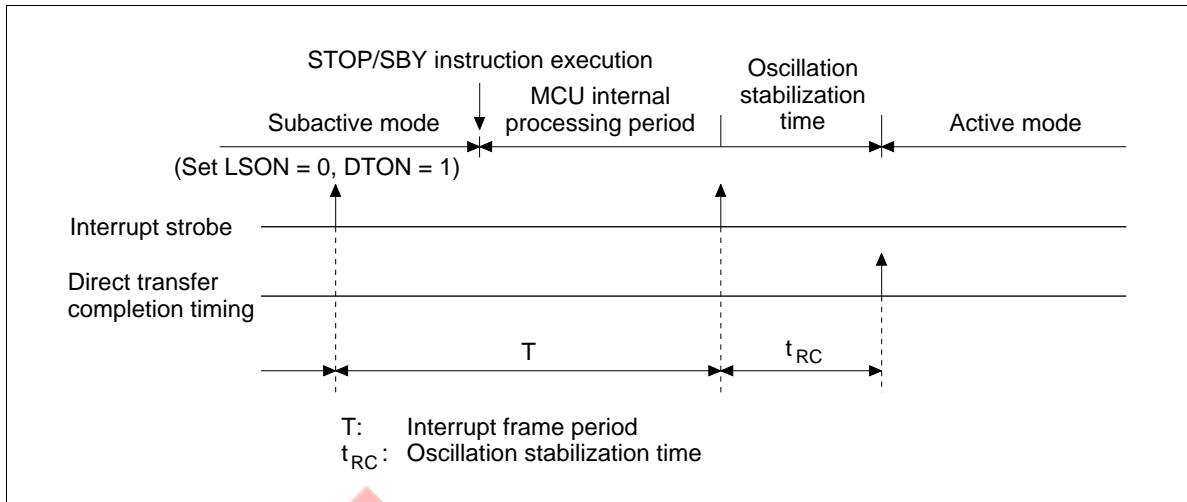 STOP/SBY instruction execution
Oscillation
stabilization
time
MCU internal
processing period
Subactive mode
Active mode
(Set LSON = 0, DTON = 1)
Interrupt strobe
Direct transfer
completion timing
T
tRC
T: Interrupt frame period
tRC: Oscillation stabilization time